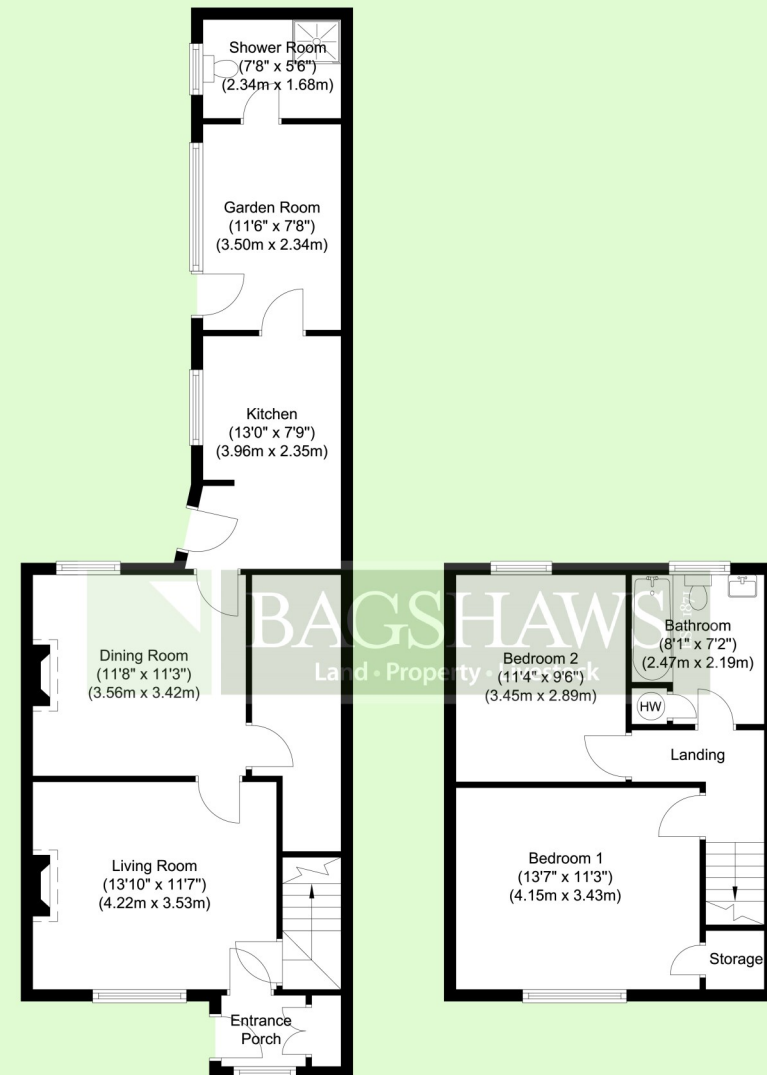 Shower Room
(7'8" x 5'6")
(2.34m x 1.68m)
Garden Room
(11'6" x 7'8")
(3.50m x 2.34m)
Kitchen
(13'0" x 7'9")
(3.96m x 2.35m)
Dining Room
(11'8" x 11'3")
(3.56m x 3.42m)
Living Room
(13'10" x 11'7")
(4.22m x 3.53m)
Entrance
Porch
BAGSHAWS
Land • Property • Livestock
Bedroom 2
(11'4" x 9'6")
(3.45m x 2.89m)
Bathroom
(8'1" x 7'2")
(2.47m x 2.19m)
HW
Landing
Bedroom 1
(13'7" x 11'3")
(4.15m x 3.43m)
Storage